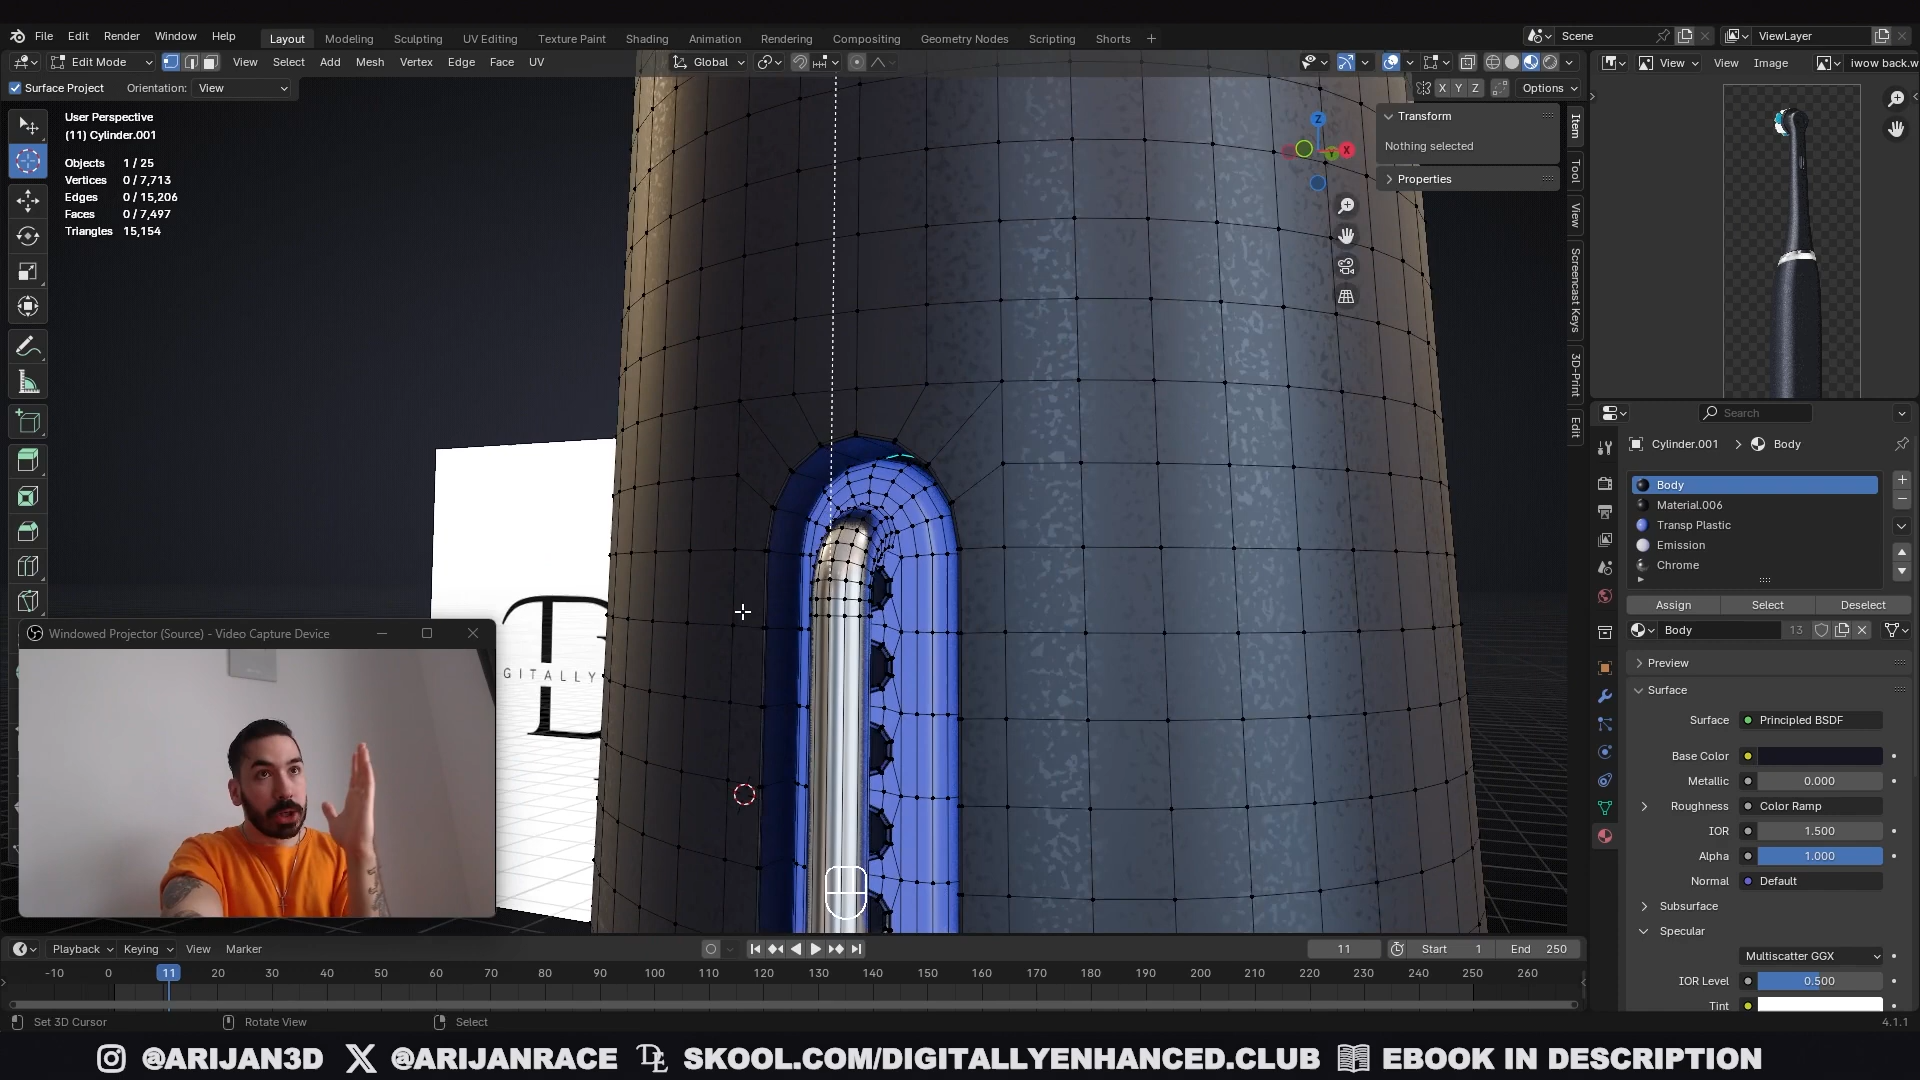 File Edit Render Window Help
Layout Modeling Sculpting UV Editing Texture Paint Shading Animation Rendering Compositing Geometry Nodes Scripting Shorts +
Scene
ViewLayer
Edit Mode View Select Add Mesh Vertex Edge Face UV
Global
View View Image iwow back.w
Surface Project Orientation: View
X Y Z Options
User Perspective
(11) Cylinder.001
Objects 1 / 25
Vertices 0 / 7,713
Edges 0 / 15,206
Faces 0 / 7,497
Triangles 15,154
Transform
Nothing selected
Properties
Item
Tool
View
Screencast Keys
3D-Print
Edit
Z
X
Y
Search
Cylinder.001 > Body
Body
Material.006
Transp Plastic
Emission
Chrome
Assign Select Deselect
Body 13
Preview
Surface
Surface Principled BSDF
Base Color
Metallic 0.000
Roughness Color Ramp
IOR 1.500
Alpha 1.000
Normal Default
Subsurface
Specular
Multiscatter GGX
IOR Level 0.500
Tint
GITALLY
Windowed Projector (Source) - Video Capture Device
Playback Keying View Marker
11 Start 1 End 250
-10 0 11 20 30 40 50 60 70 80 90 100 110 120 130 140 150 160 170 180 190 200 210 220 230 240 250 260
Set 3D Cursor Rotate View Select
4.1.1
@ARIJAN3D @ARIJANRACE SKOOL.COM/DIGITALLYENHANCED.CLUB EBOOK IN DESCRIPTION